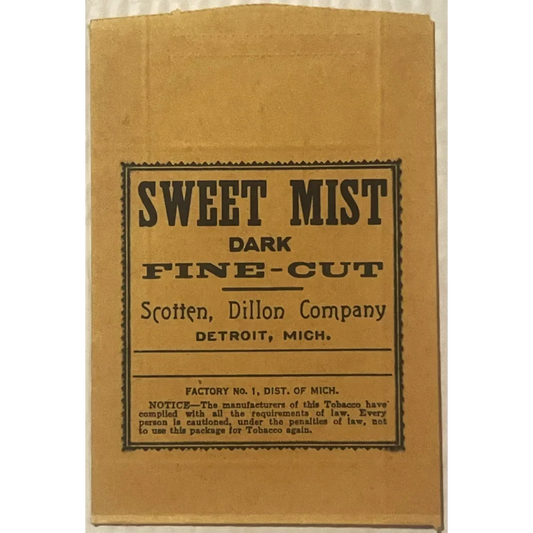 SWEET MIST
DARK
FINE-CUT
Scotten, Dillon Company
DETROIT, MICH.
FACTORY No. 1, DIST. OF MICH.
NOTICE—The manufacturers of this Tobacco have
complied with all the requirements of law. Every
person is cautioned, under the penalties of law, not
to use this package for Tobacco again.